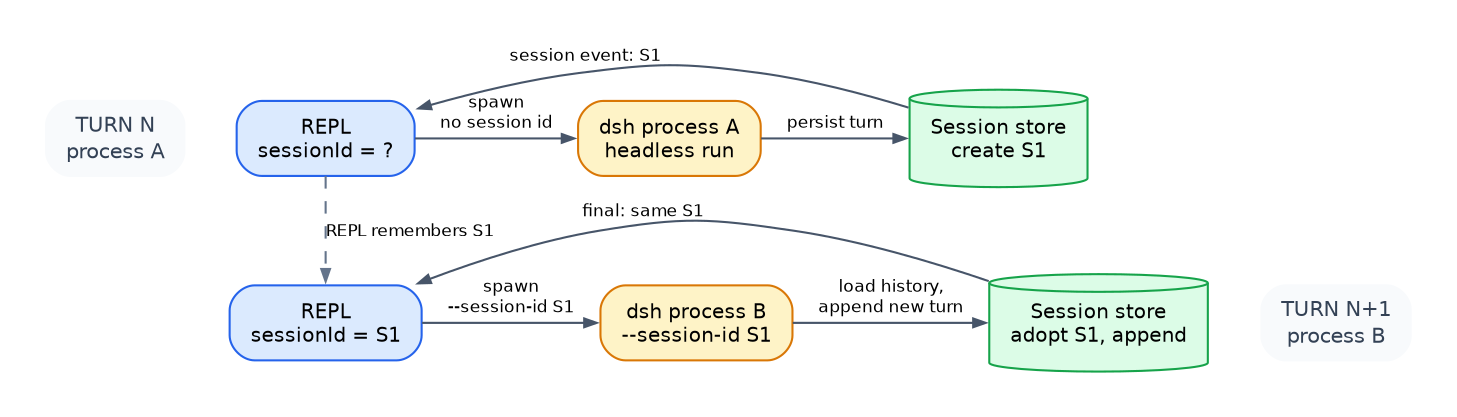 session event: S1
TURN N
process A
REPL
sessionId = ?
spawn
no session id
dsh process A
headless run
persist turn
Session store
create S1
REPL remembers S1
final: same S1
REPL
sessionId = S1
spawn
--session-id S1
dsh process B
--session-id S1
load history,
append new turn
Session store
adopt S1, append
TURN N+1
process B